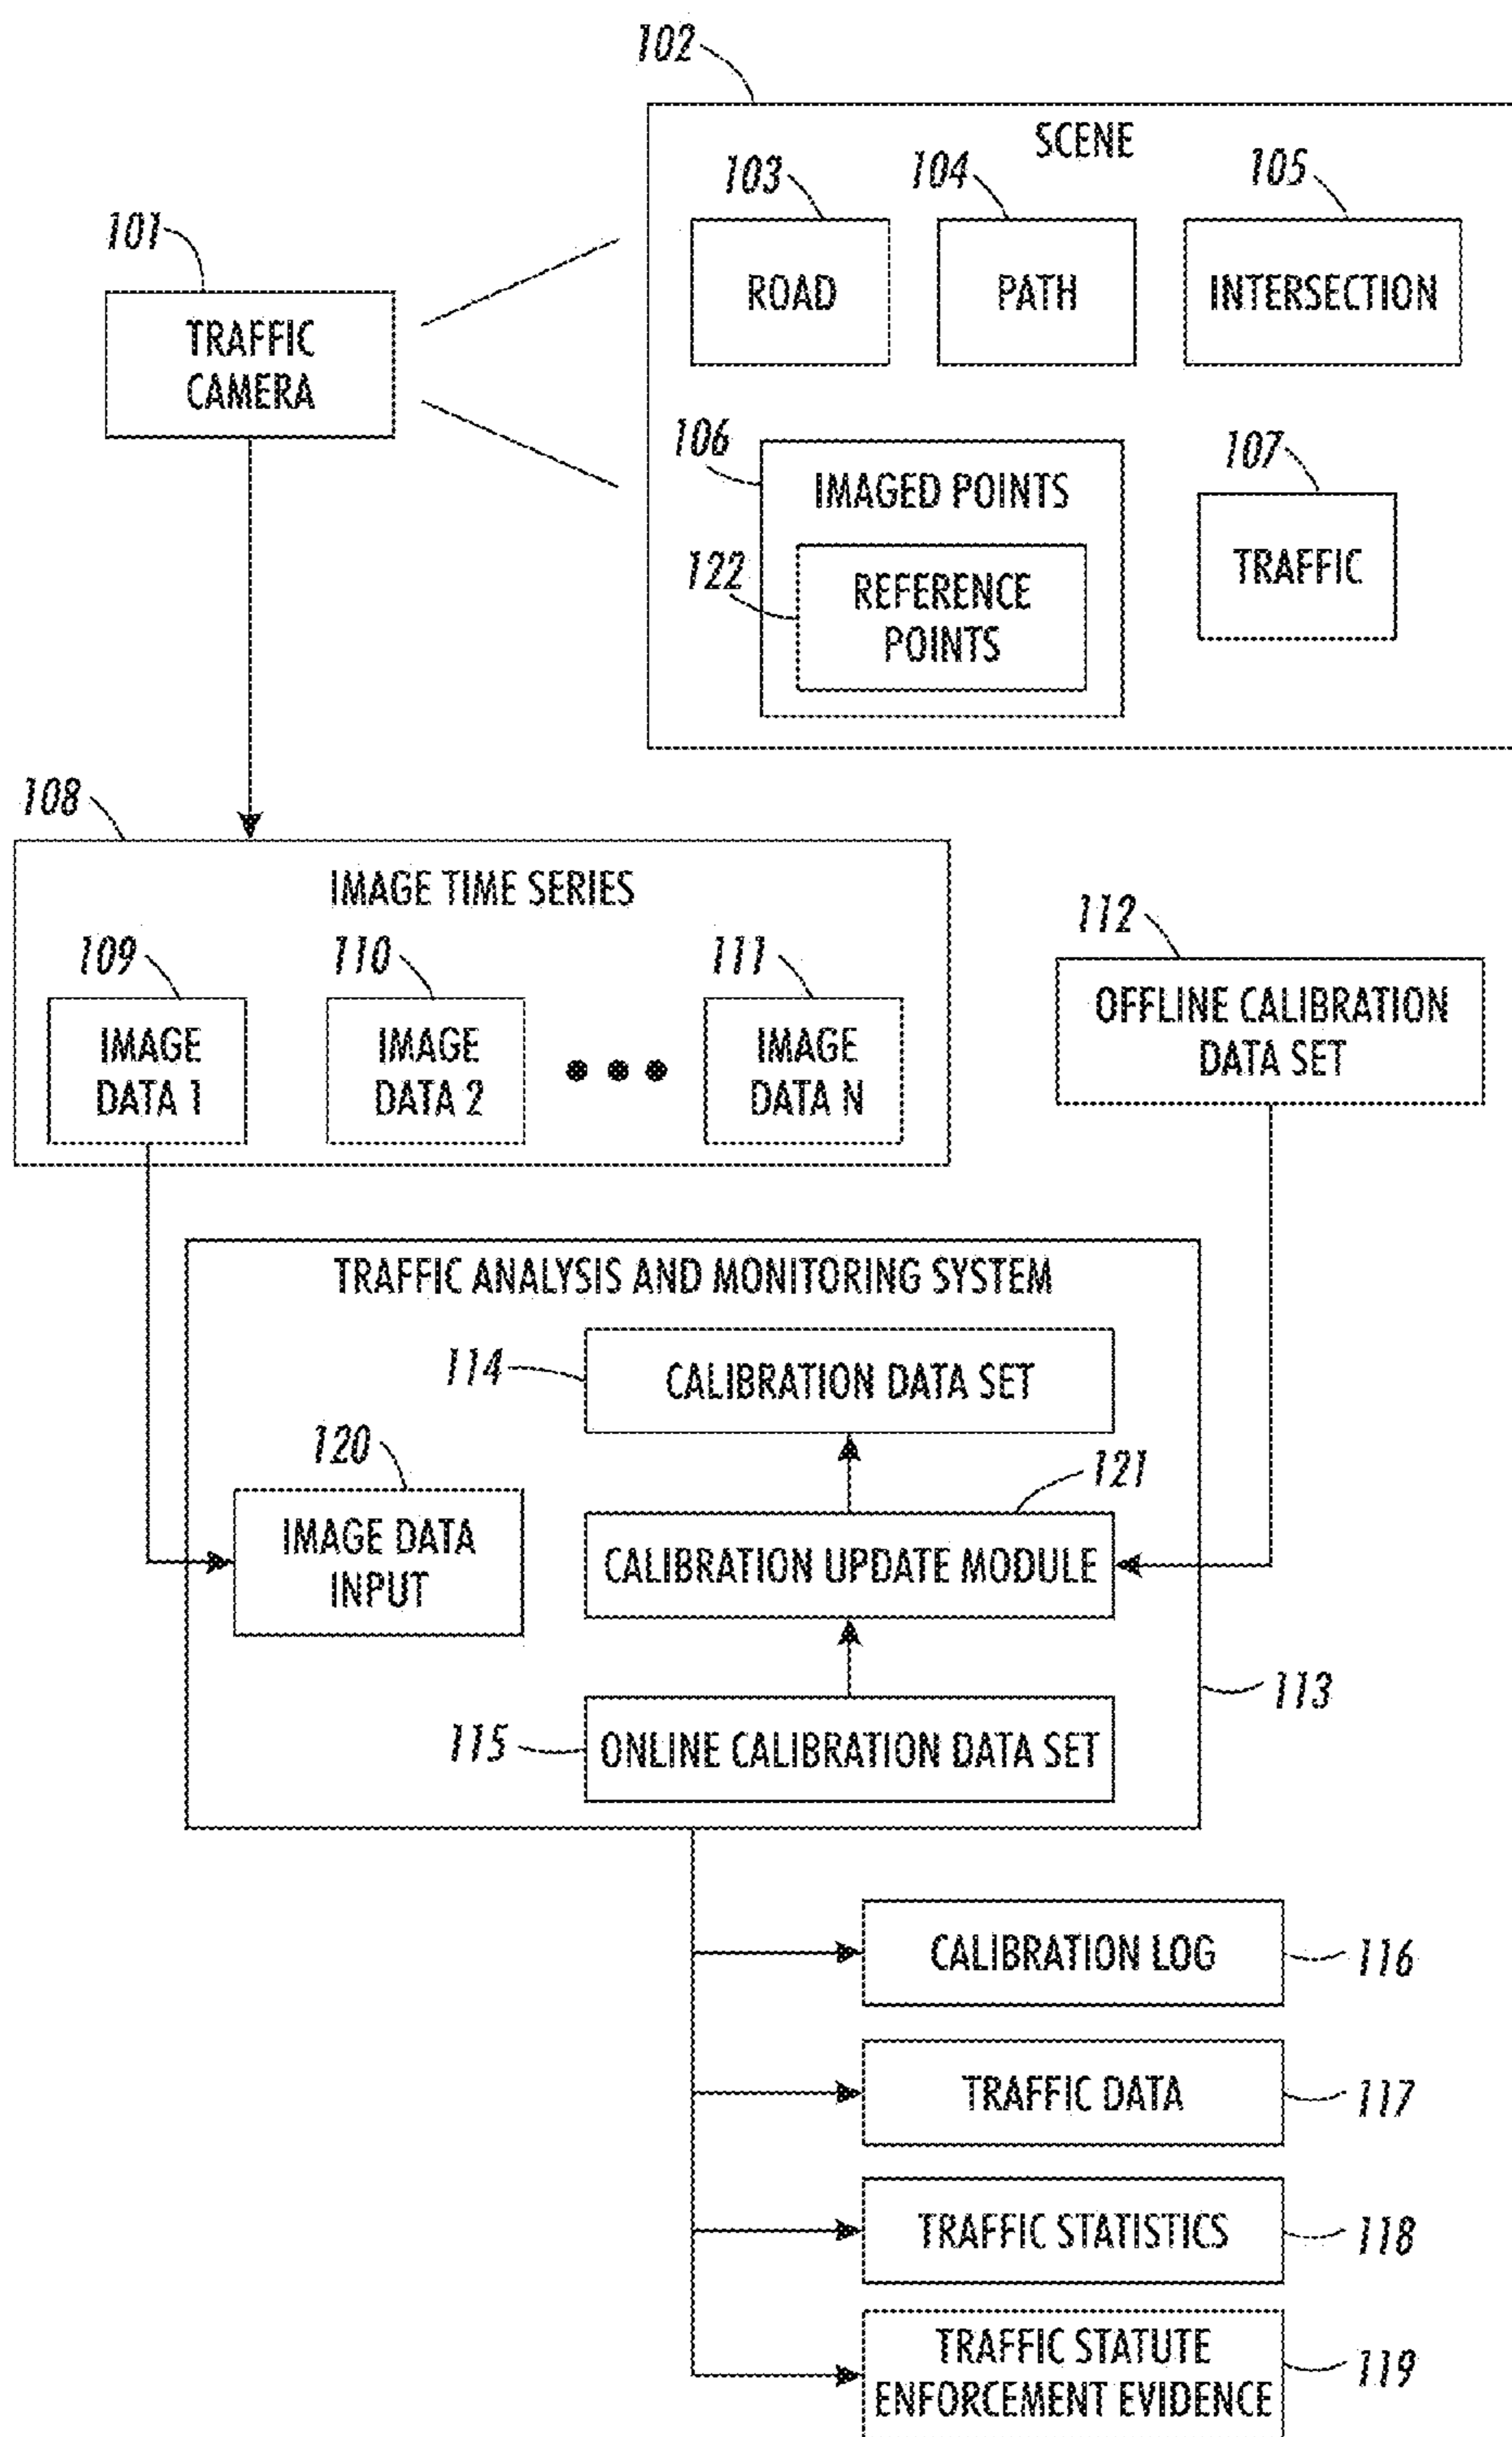 102
SCENE
103
104
105
101
ROAD
PATH
INTERSECTION
TRAFFIC
CAMERA
106
107
IMAGED POINTS
122
REFERENCE
POINTS
TRAFFIC
108
IMAGE TIME SERIES
112
109
110
111
OFFLINE CALIBRATION
DATA SET
IMAGE
DATA 1
IMAGE
DATA 2
IMAGE
DATA N
TRAFFIC ANALYSIS AND MONITORING SYSTEM
114
CALIBRATION DATA SET
120
121
IMAGE DATA
INPUT
CALIBRATION UPDATE MODULE
113
115
ONLINE CALIBRATION DATA SET
CALIBRATION LOG
116
TRAFFIC DATA
117
TRAFFIC STATISTICS
118
TRAFFIC STATUTE
ENFORCEMENT EVIDENCE
119